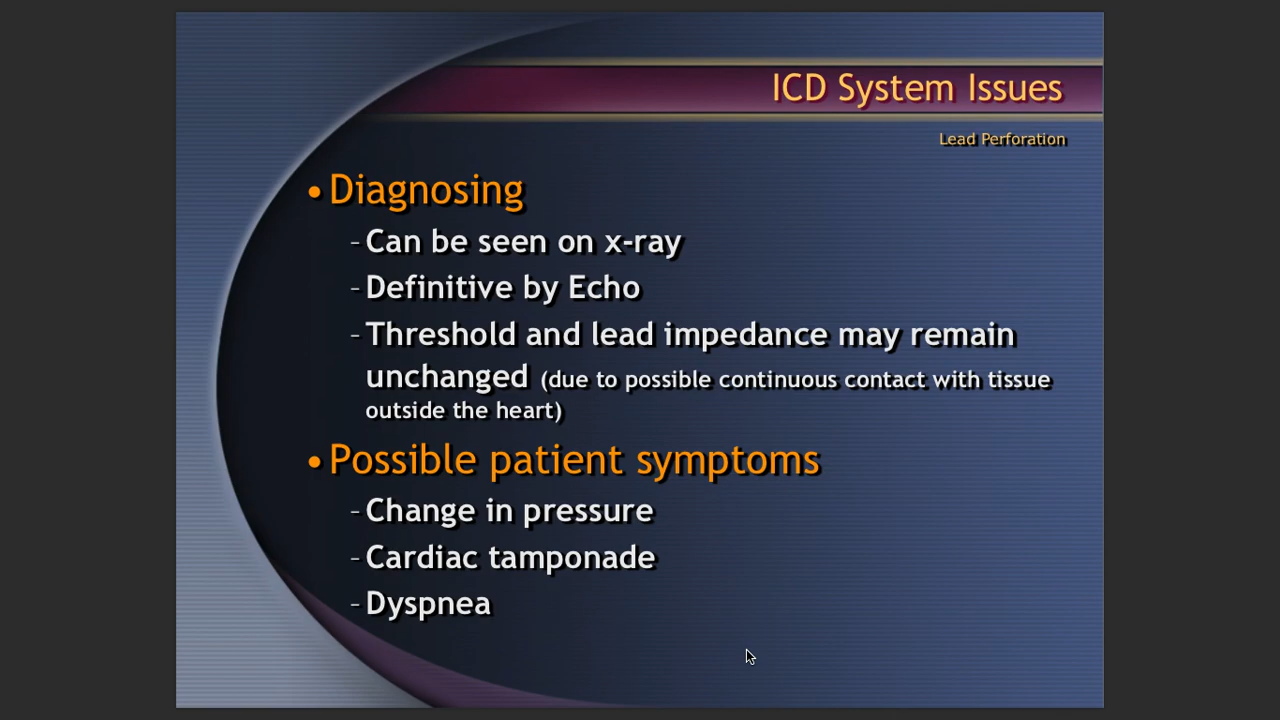 ICD System Issues
Lead Perforation
•Diagnosing
-Can be seen on x-ray
-Definitive by Echo
-Threshold and lead impedance may remain
unchanged (due to possible continuous contact with tissue
outside the heart)
•Possible patient symptoms
-Change in pressure
-Cardiac tamponade
-Dyspnea